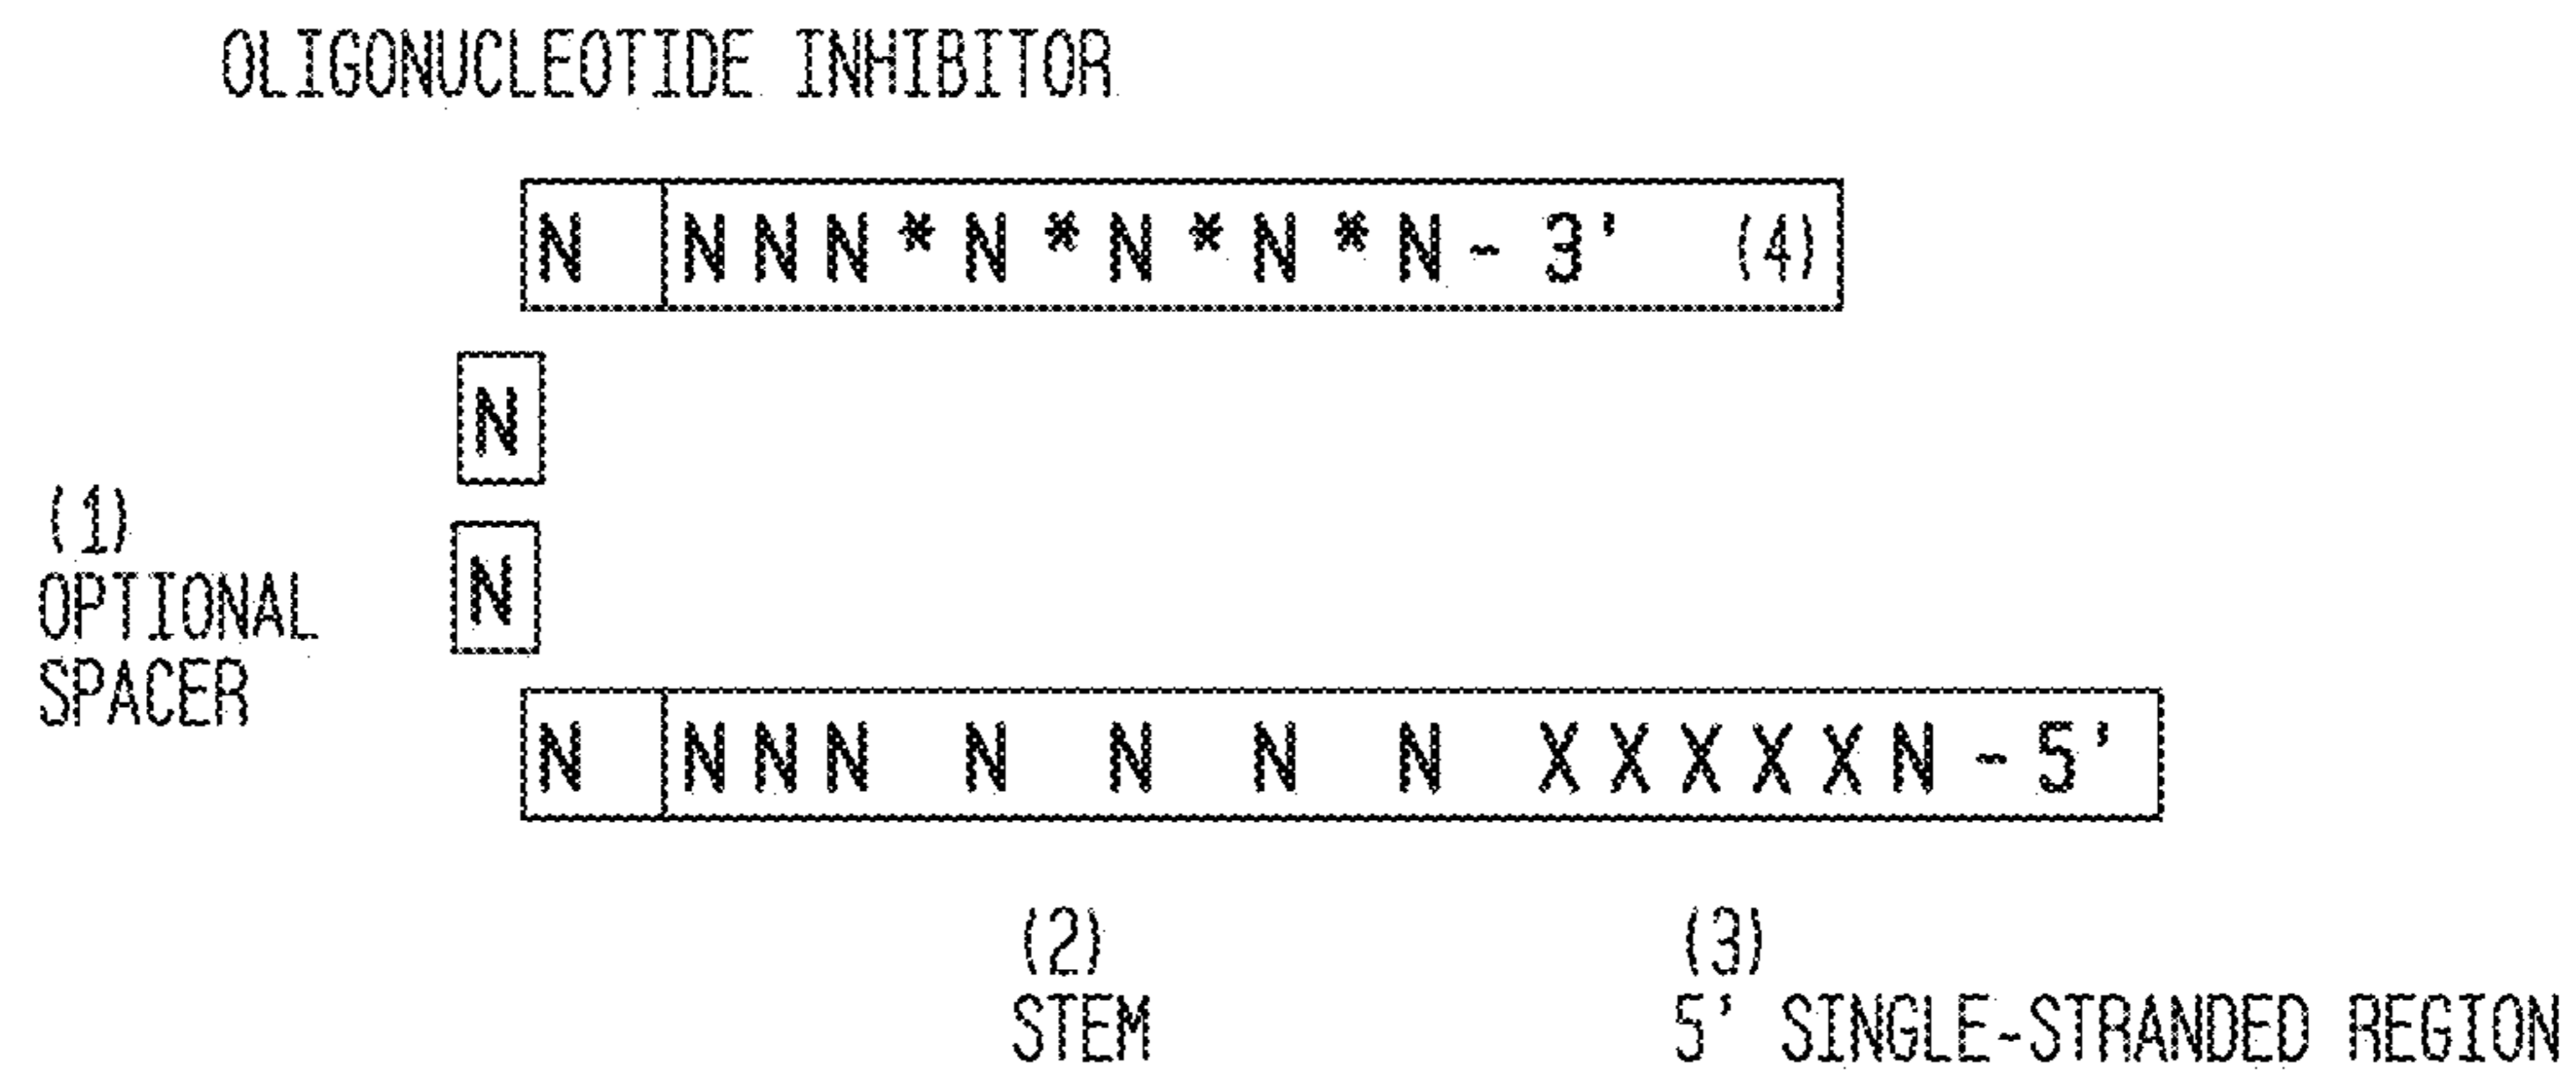 OLIGONUCLEOTIDE INHIBITOR
N NNN*N*N*N*N-3' (4)
N
(1)
OPTIONAL
SPACER
N
N NNN N N N N XXXXXN-5'
(2)
STEM
(3)
5' SINGLE-STRANDED REGION